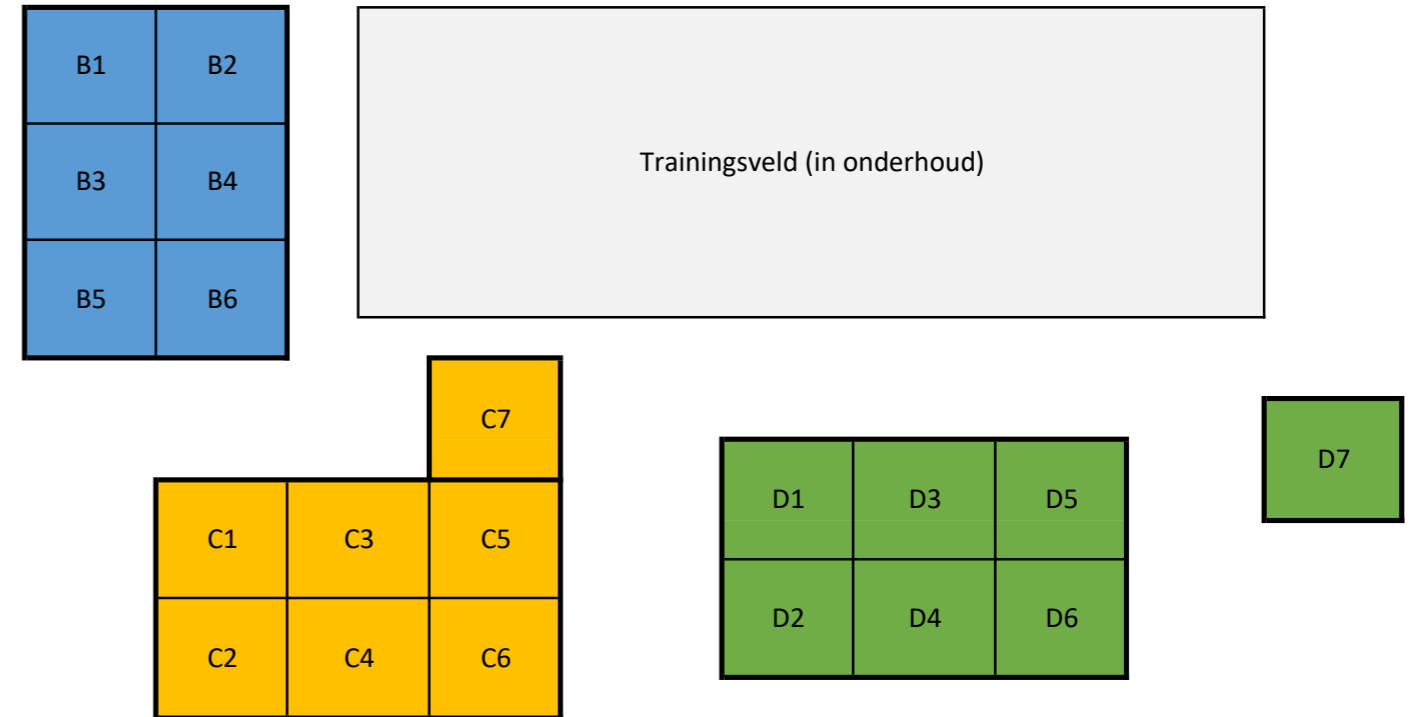 B1 B2
Trainingsveld (in onderhoud)
B3 B4
B5 B6
C7
D7
D1 D3 D5
C1 C3 C5
D2 D4 D6
C2 C4 C6